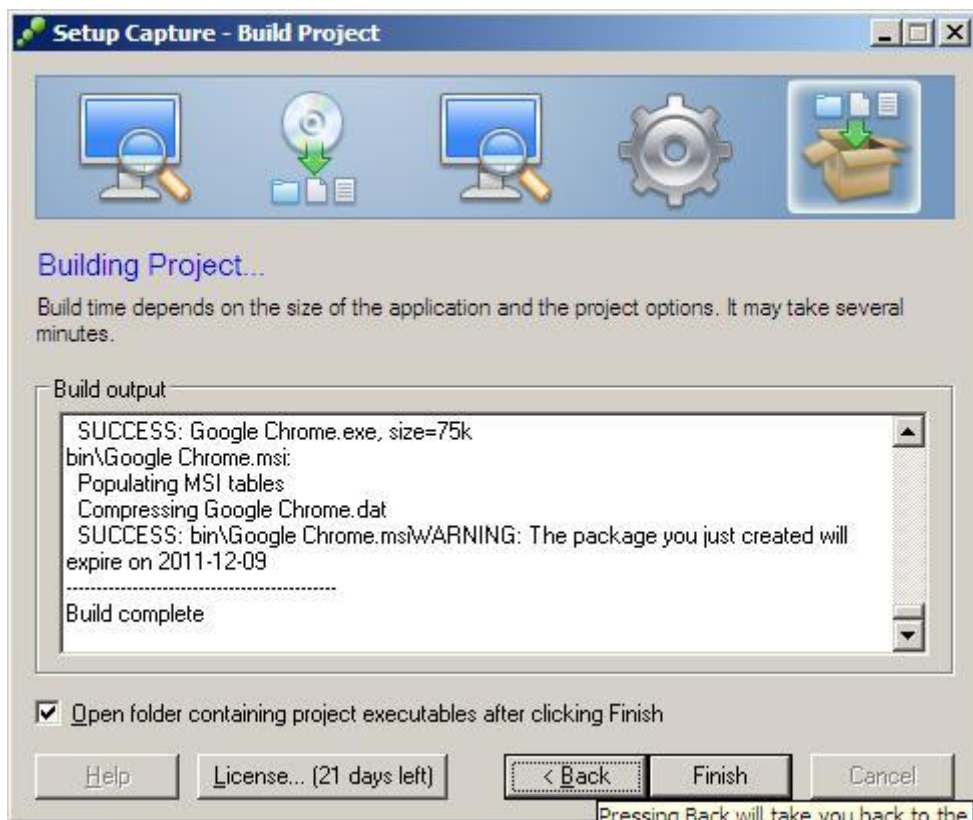 Setup Capture - Build Project
Building Project...
Build time depends on the size of the application and the project options. It may take several
minutes.
Build output
SUCCESS: Google Chrome.exe, size=75k
bin\Google Chrome.msi:
Populating MSI tables
Compressing Google Chrome.dat
SUCCESS: bin\Google Chrome.msiWARNING: The package you just created will
expire on 2011-12-09
---------------------------------------------
Build complete
Open folder containing project executables after clicking Finish
Help
License... (21 days left)
< Back
Finish
Cancel
Pressing Back will take you back to the